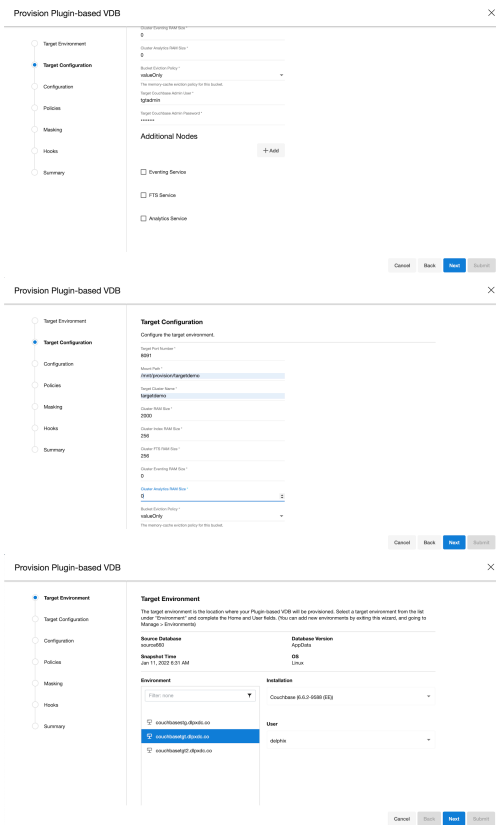 Provision Plugin-based VDB
Target Environment
Target Configuration
Configuration
Policies
Masking
Hooks
Summary
Cluster Eventing RAM Size *
0
Cluster Analytics RAM Size *
0
Bucket Eviction Policy *
valueOnly
The memory-cache eviction policy for this bucket.
Target Couchbase Admin User *
tgtadmin
Target Couchbase Admin Password *
•••••••
Additional Nodes
+ Add
Eventing Service
FTS Service
Analytics Service
Cancel Back Next Submit
Provision Plugin-based VDB
Target Environment
Target Configuration
Configuration
Policies
Masking
Hooks
Summary
Target Configuration
Configure the target environment.
Target Port Number *
8091
Mount Path *
/mnt/provision/targetdemo
Target Cluster Name *
targetdemo
Cluster RAM Size *
2000
Cluster Index RAM Size *
256
Cluster FTS RAM Size *
256
Cluster Eventing RAM Size *
0
Cluster Analytics RAM Size *
0
Bucket Eviction Policy *
valueOnly
The memory-cache eviction policy for this bucket.
Cancel Back Next Submit
Provision Plugin-based VDB
Target Environment
Target Configuration
Configuration
Policies
Masking
Hooks
Summary
Target Environment
The target environment is the location where your Plugin-based VDB will be provisioned. Select a target environment from the list
under "Environment" and complete the Home and User fields. (You can add new environments by exiting this wizard, and going to
Manage > Environments)
Source Database Database Version
source660 AppData
Snapshot Time OS
Jan 11, 2022 6:31 AM Linux
Environment Installation
Filter: none
Couchbase (6.6.2-9588 (EE))
couchbasestg.dlpxdc.co
couchbasetgt.dlpxdc.co
couchbasetgt2.dlpxdc.co
User
delphix
Cancel Back Next Submit